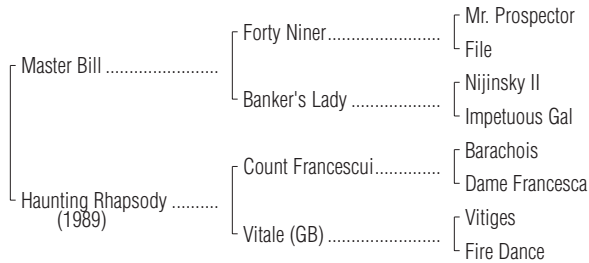 Mr. Prospector
Forty Niner
File
Master Bill
Nijinsky II
Banker's Lady
Impetuous Gal
Barachois
Count Francescui
Dame Francesca
Haunting Rhapsody
(1989)
Vitiges
Vitale (GB)
Fire Dance